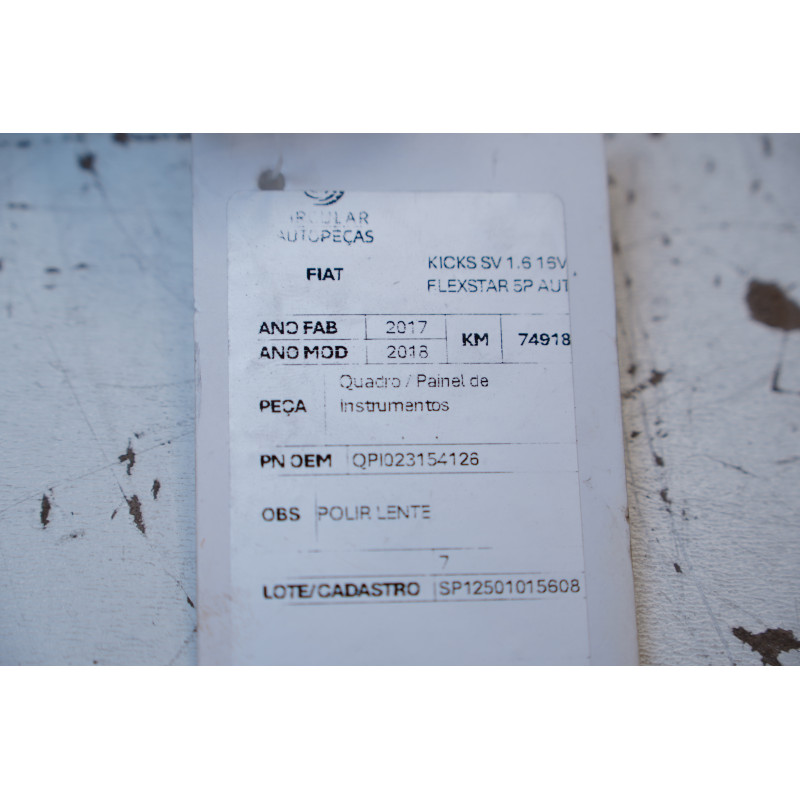 CIRCULAR
AUTOPEÇAS
FIAT
KICKS SV 1.6 16V
FLEXSTAR 5P AUT
ANO FAB 2017
ANO MOD 2018
KM 74918
PEÇA
Quadro / Painel de
Instrumentos
PN OEM QPI023154126
OBS POLIR LENTE
7
LOTE/CADASTRO SP12501015608